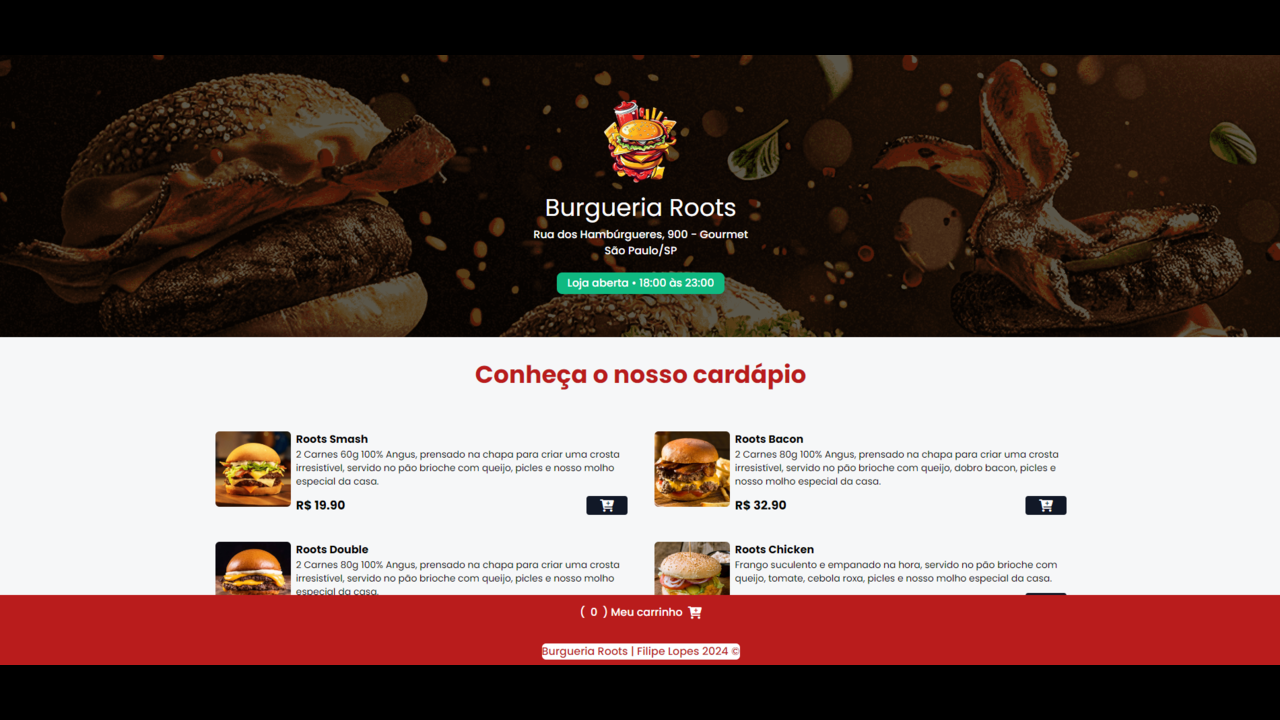 Burgueria Roots
Rua dos Hambúrgueres, 900 - Gourmet
São Paulo/SP
Loja aberta • 18:00 às 23:00
Conheça o nosso cardápio
Roots Smash
2 Carnes 60g 100% Angus, prensado na chapa para criar uma crosta
irresistivel, servido no pão brioche com queijo, picles e nosso molho
especial da casa.
R$ 19.90
Roots Bacon
2 Carnes 80g 100% Angus, prensado na chapa para criar uma crosta
irresistivel, servido no pão brioche com queijo, dobro bacon, picles e
nosso molho especial da casa.
R$ 32.90
Roots Double
2 Carnes 80g 100% Angus, prensado na chapa para criar uma crosta
irresistivel, servido no pão brioche com queijo, picles e nosso molho
especial da casa.
Roots Chicken
Frango suculento e empanado na hora, servido no pão brioche com
queijo, tomate, cebola roxa, picles e nosso molho especial da casa.
( 0 ) Meu carrinho
Burgueria Roots | Filipe Lopes 2024 ©